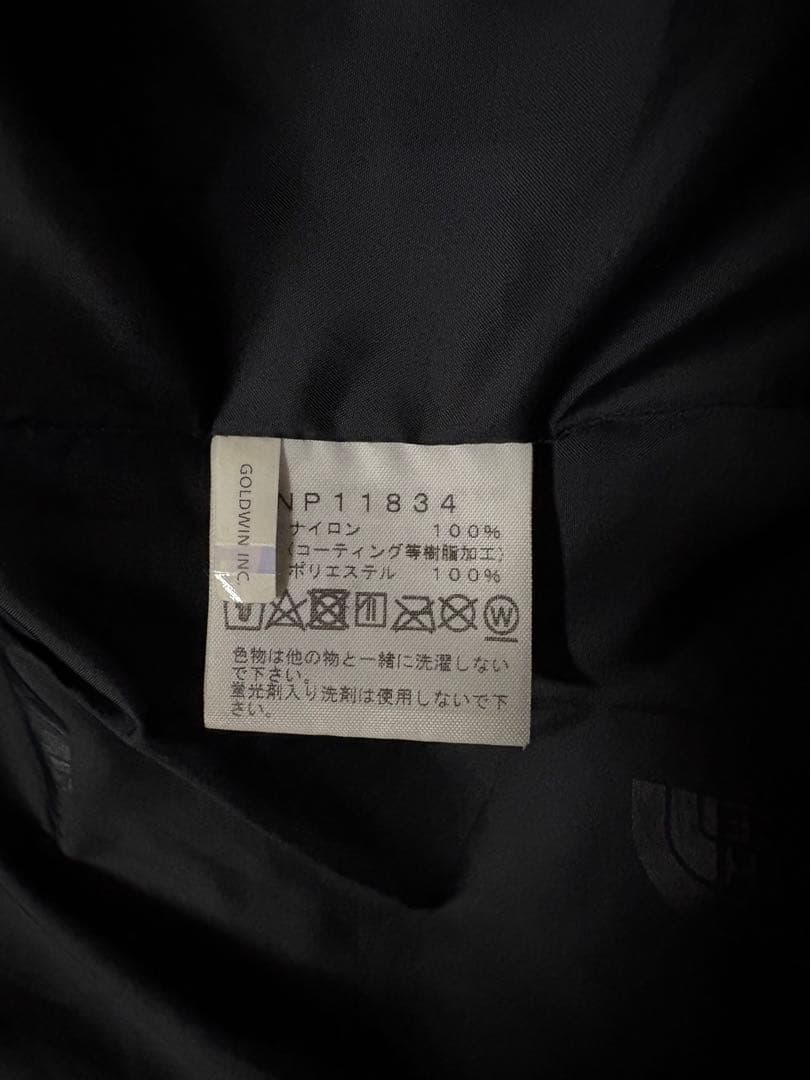 GOLDWIN INC.
NP11834
ナイロン 100%
(コーティング等樹脂加工)
ポリエステル 100%
W
色物は他の物と一緒に洗濯しない
で下さい。
蛍光剤入り洗剤は使用しないで下
さい。